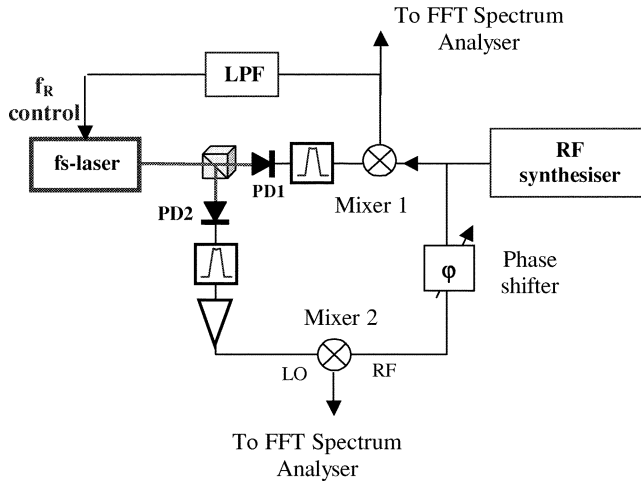 To FFT Spectrum
Analyser
LPF
f_R
control
fs-laser
PD1
Mixer 1
RF
synthesiser
PD2
φ
Phase
shifter
Mixer 2
LO
RF
To FFT Spectrum
Analyser